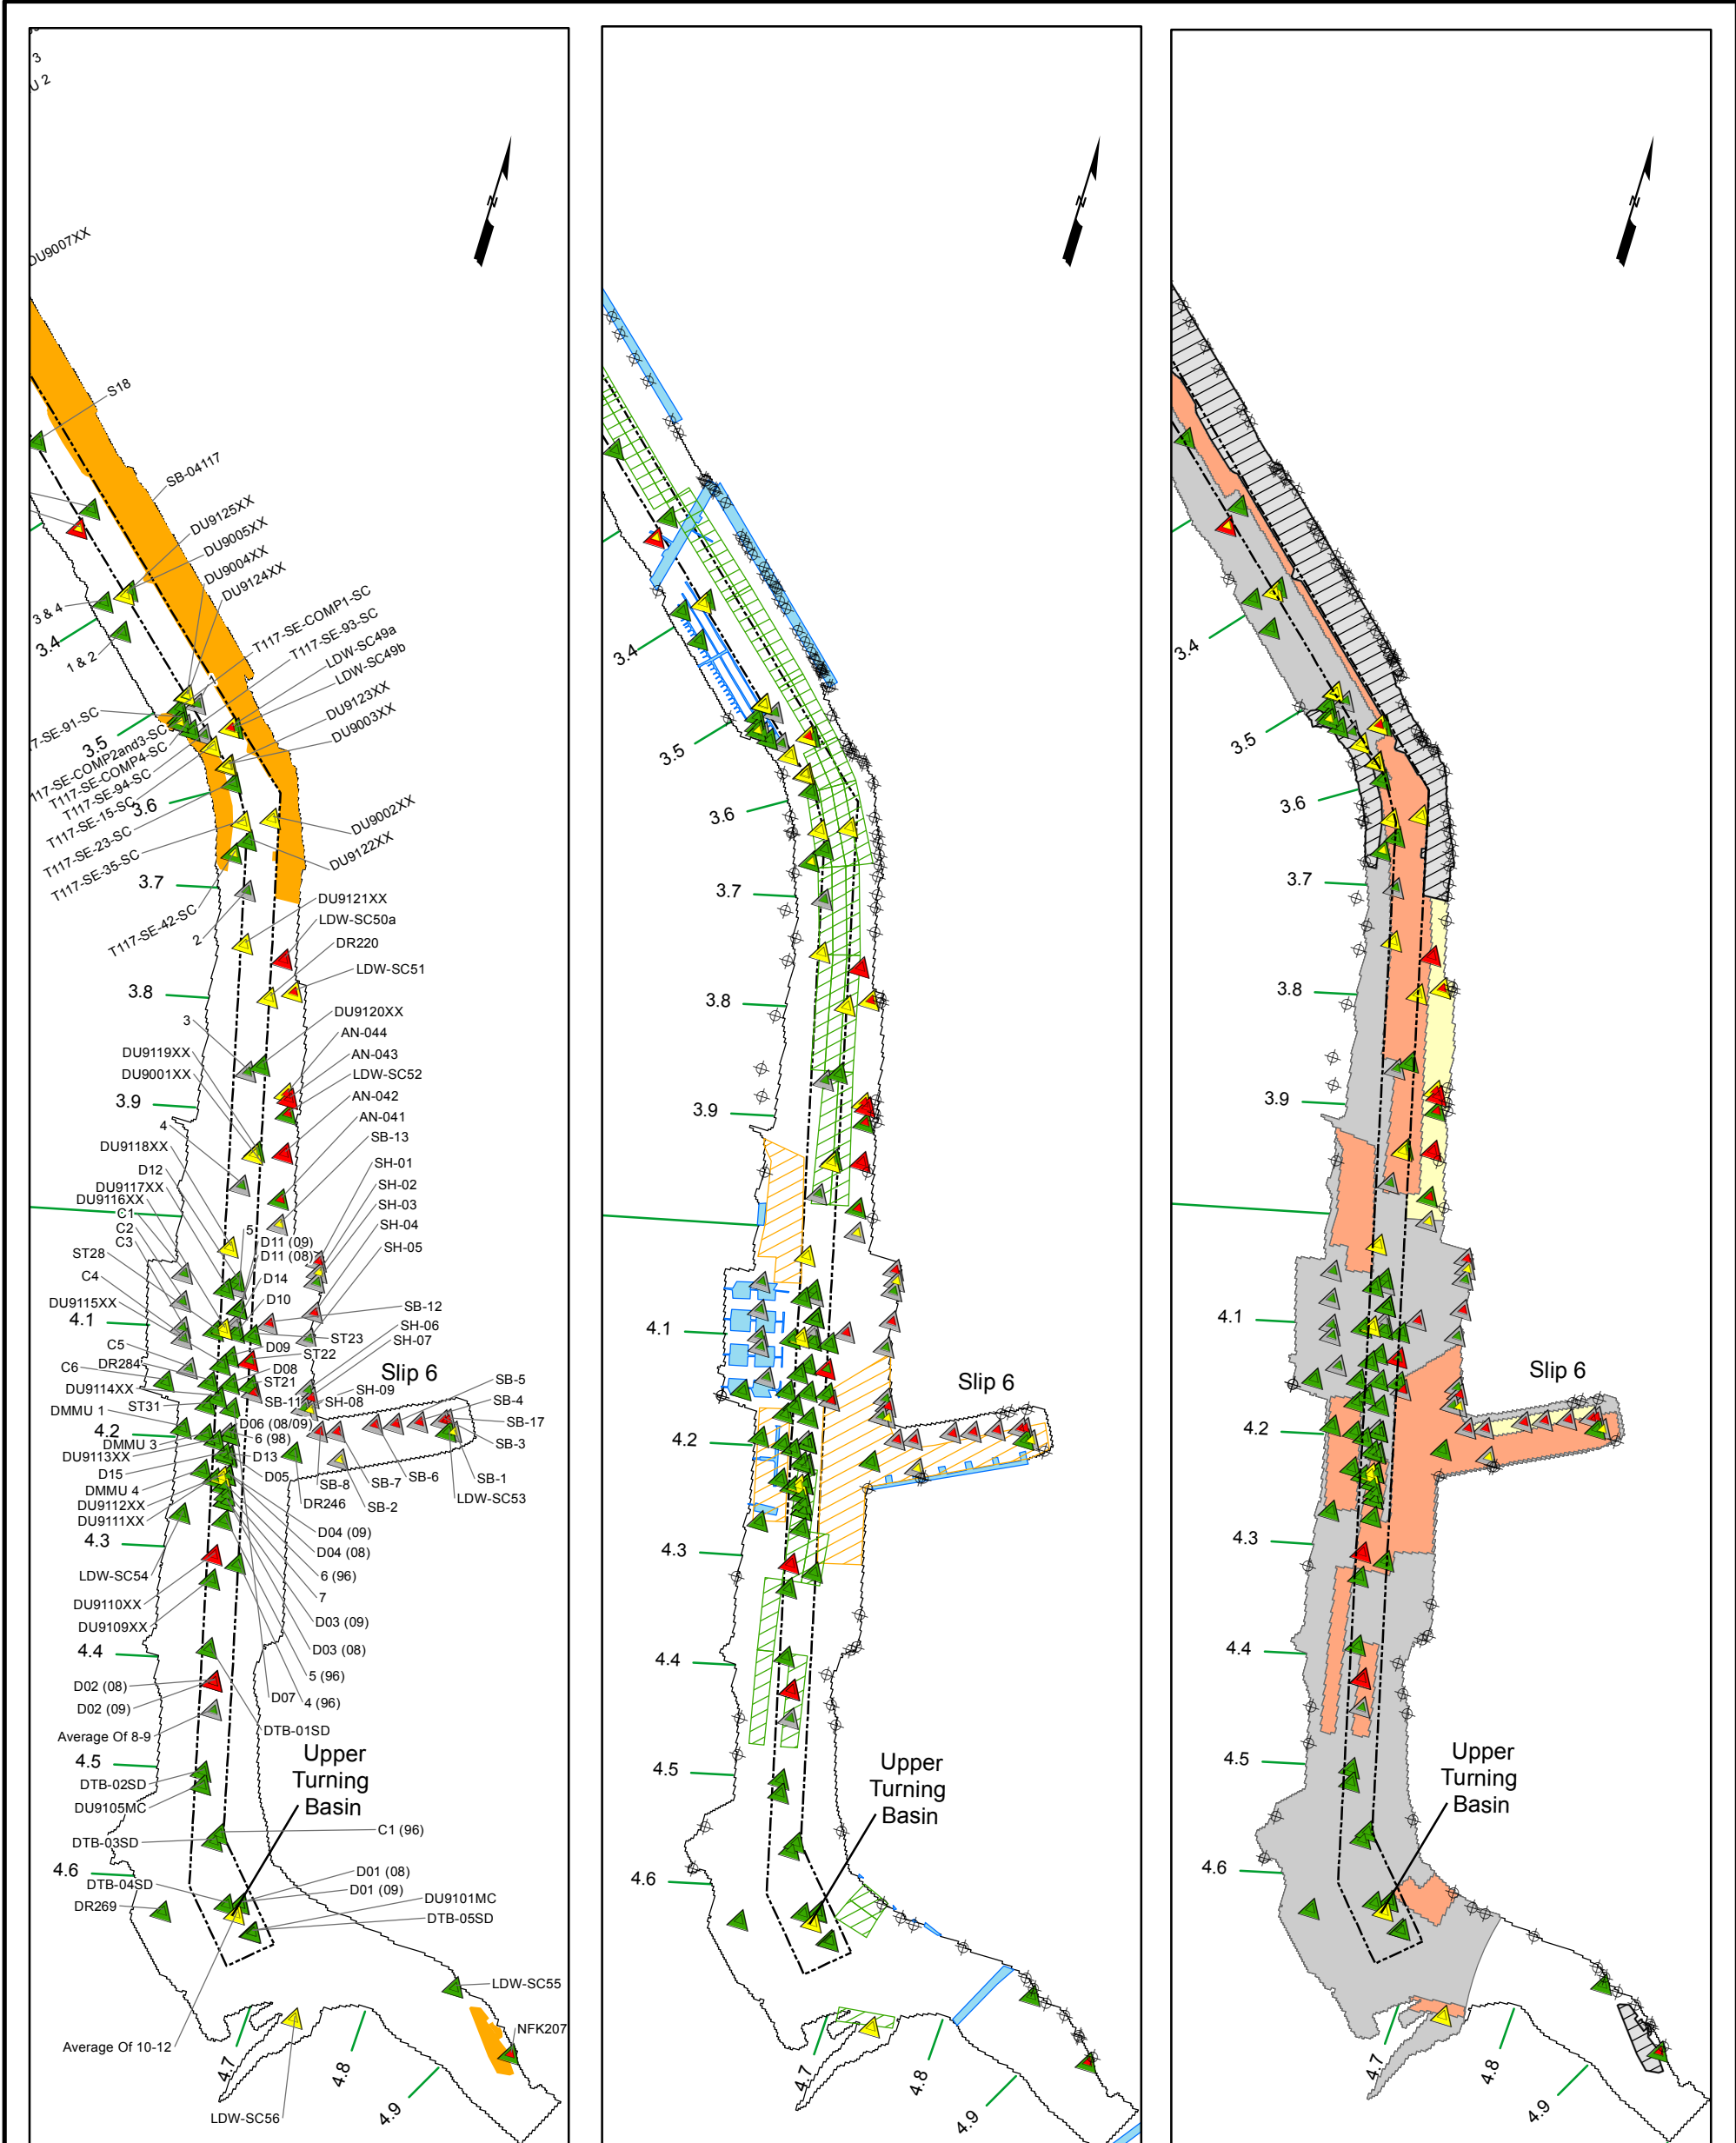 3
U 2
N
DU9007XX
S18
SB-04117
DU9125XX
DU9005XX
DU9004XX
DU9124XX
3 & 4
3.4
1 & 2
T117-SE-COMP1-SC
T117-SE-93-SC
LDW-SC49a
LDW-SC49b
DU9123XX
DU9003XX
17-SE-91-SC
3.5
117-SE-COMP2and3-SC
T117-SE-COMP4-SC
T117-SE-94-SC
T117-SE-15-SC
3.6
T117-SE-23-SC
T117-SE-35-SC
DU9002XX
DU9122XX
3.7
T117-SE-42-SC
2
DU9121XX
LDW-SC50a
DR220
LDW-SC51
3.8
3
DU9120XX
AN-044
DU9119XX
AN-043
DU9001XX
LDW-SC52
3.9
AN-042
AN-041
4
SB-13
DU9118XX
D12
SH-01
DU9117XX
SH-02
DU9116XX
SH-03
C1
C2
SH-04
C3
5
D11 (09)
D11 (08)
SH-05
ST28
C4
D14
DU9115XX
D10
SB-12
4.1
SH-06
ST23
SH-07
C5
D09
ST22
DR284
D08
C6
ST21
Slip 6
DU9114XX
SH-09
SB-5
ST31
SB-11
SH-08
SB-4
DMMU 1
D06 (08/09)
SB-17
4.2
6 (98)
SB-3
DMMU 3
DU9113XX
D13
D15
D05
SB-6
SB-1
DMMU 4
SB-8
SB-7
LDW-SC53
DU9112XX
DR246
SB-2
DU9111XX
D04 (09)
4.3
D04 (08)
LDW-SC54
6 (96)
7
DU9110XX
D03 (09)
DU9109XX
D03 (08)
4.4
5 (96)
D02 (08)
D07
4 (96)
D02 (09)
Average Of 8-9
DTB-01SD
4.5
Upper
Turning
Basin
DTB-02SD
DU9105MC
C1 (96)
DTB-03SD
4.6
D01 (08)
DTB-04SD
D01 (09)
DR269
DU9101MC
DTB-05SD
LDW-SC55
NFK207
Average Of 10-12
4.7
4.8
4.9
LDW-SC56
N
3.4
3.5
3.6
3.7
3.8
3.9
4.1
Slip 6
4.2
4.3
4.4
4.5
Upper
Turning
Basin
4.6
4.7
4.8
4.9
N
3.4
3.5
3.6
3.7
3.8
3.9
4.1
Slip 6
4.2
4.3
4.4
4.5
Upper
Turning
Basin
4.6
4.7
4.8
4.9